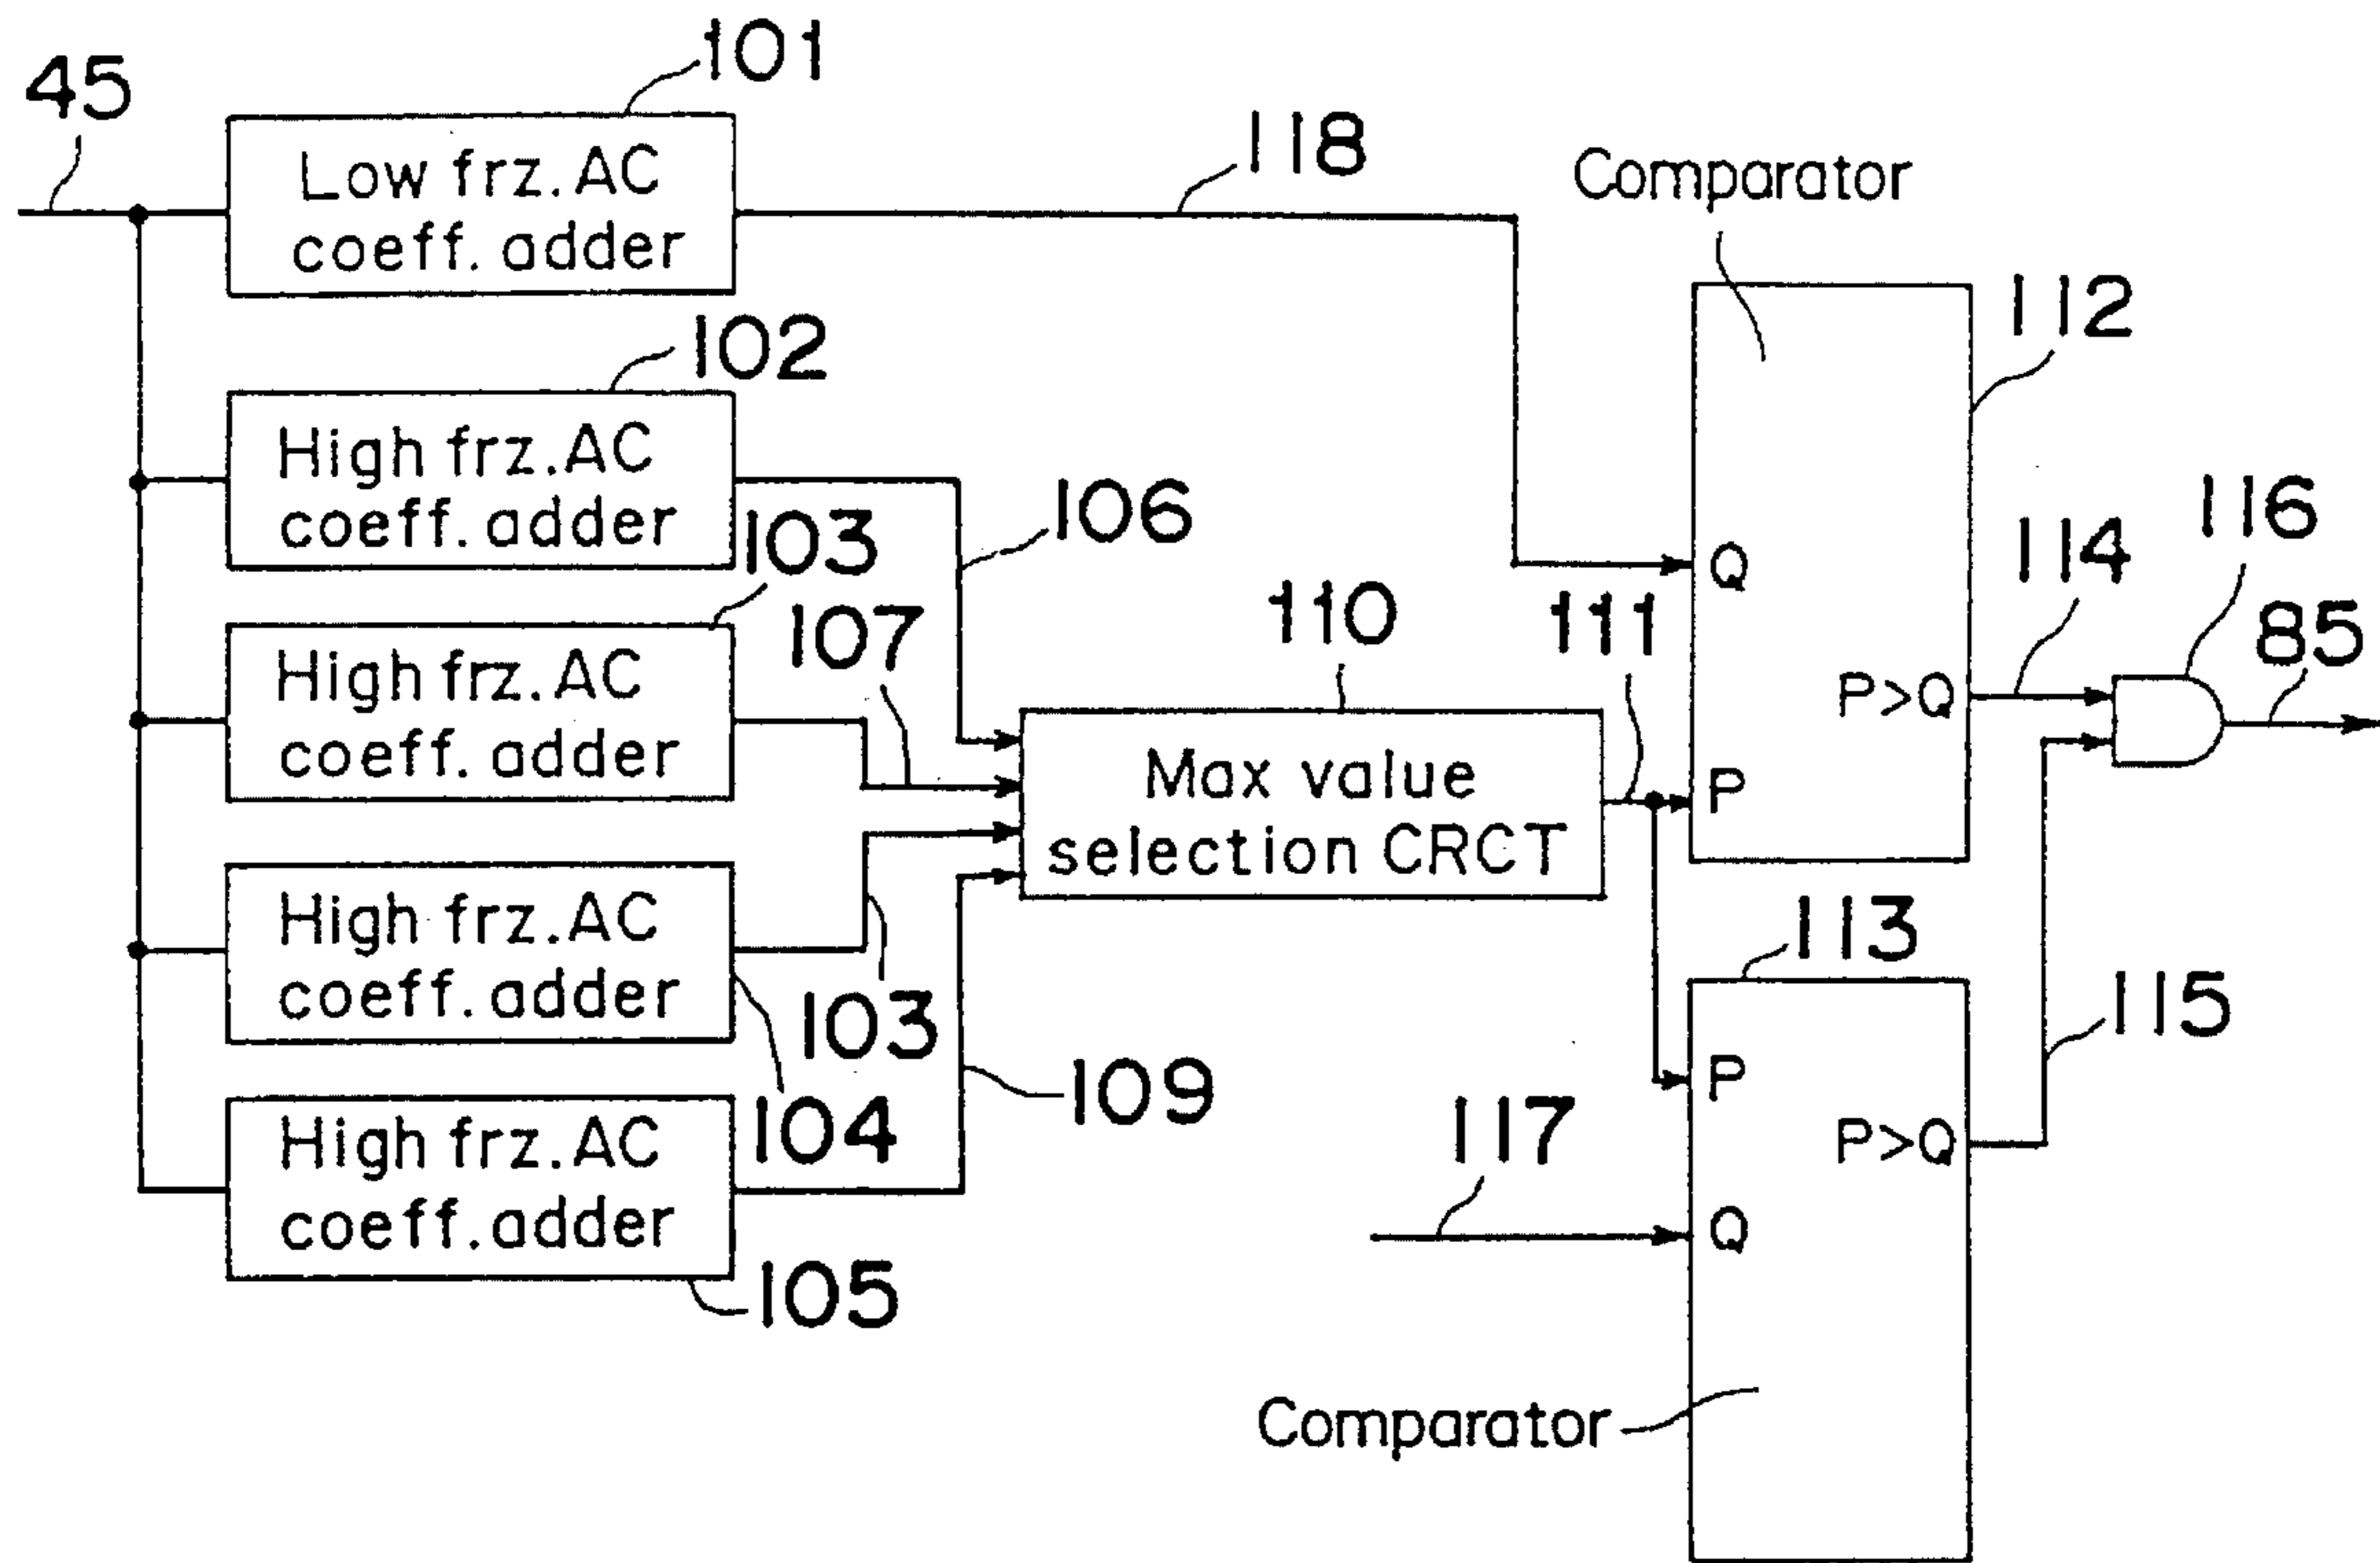 45
101
Low frz. AC
coeff. adder
118
Comparator
112
102
High frz. AC
coeff. adder
103
106
107
High frz. AC
coeff. adder
110
111
Q
114
116
85
P>Q
Max value
selection CRCT
P
High frz. AC
coeff. adder
103
104
109
113
115
P
P>Q
117
Q
High frz. AC
coeff. adder
105
Comparator